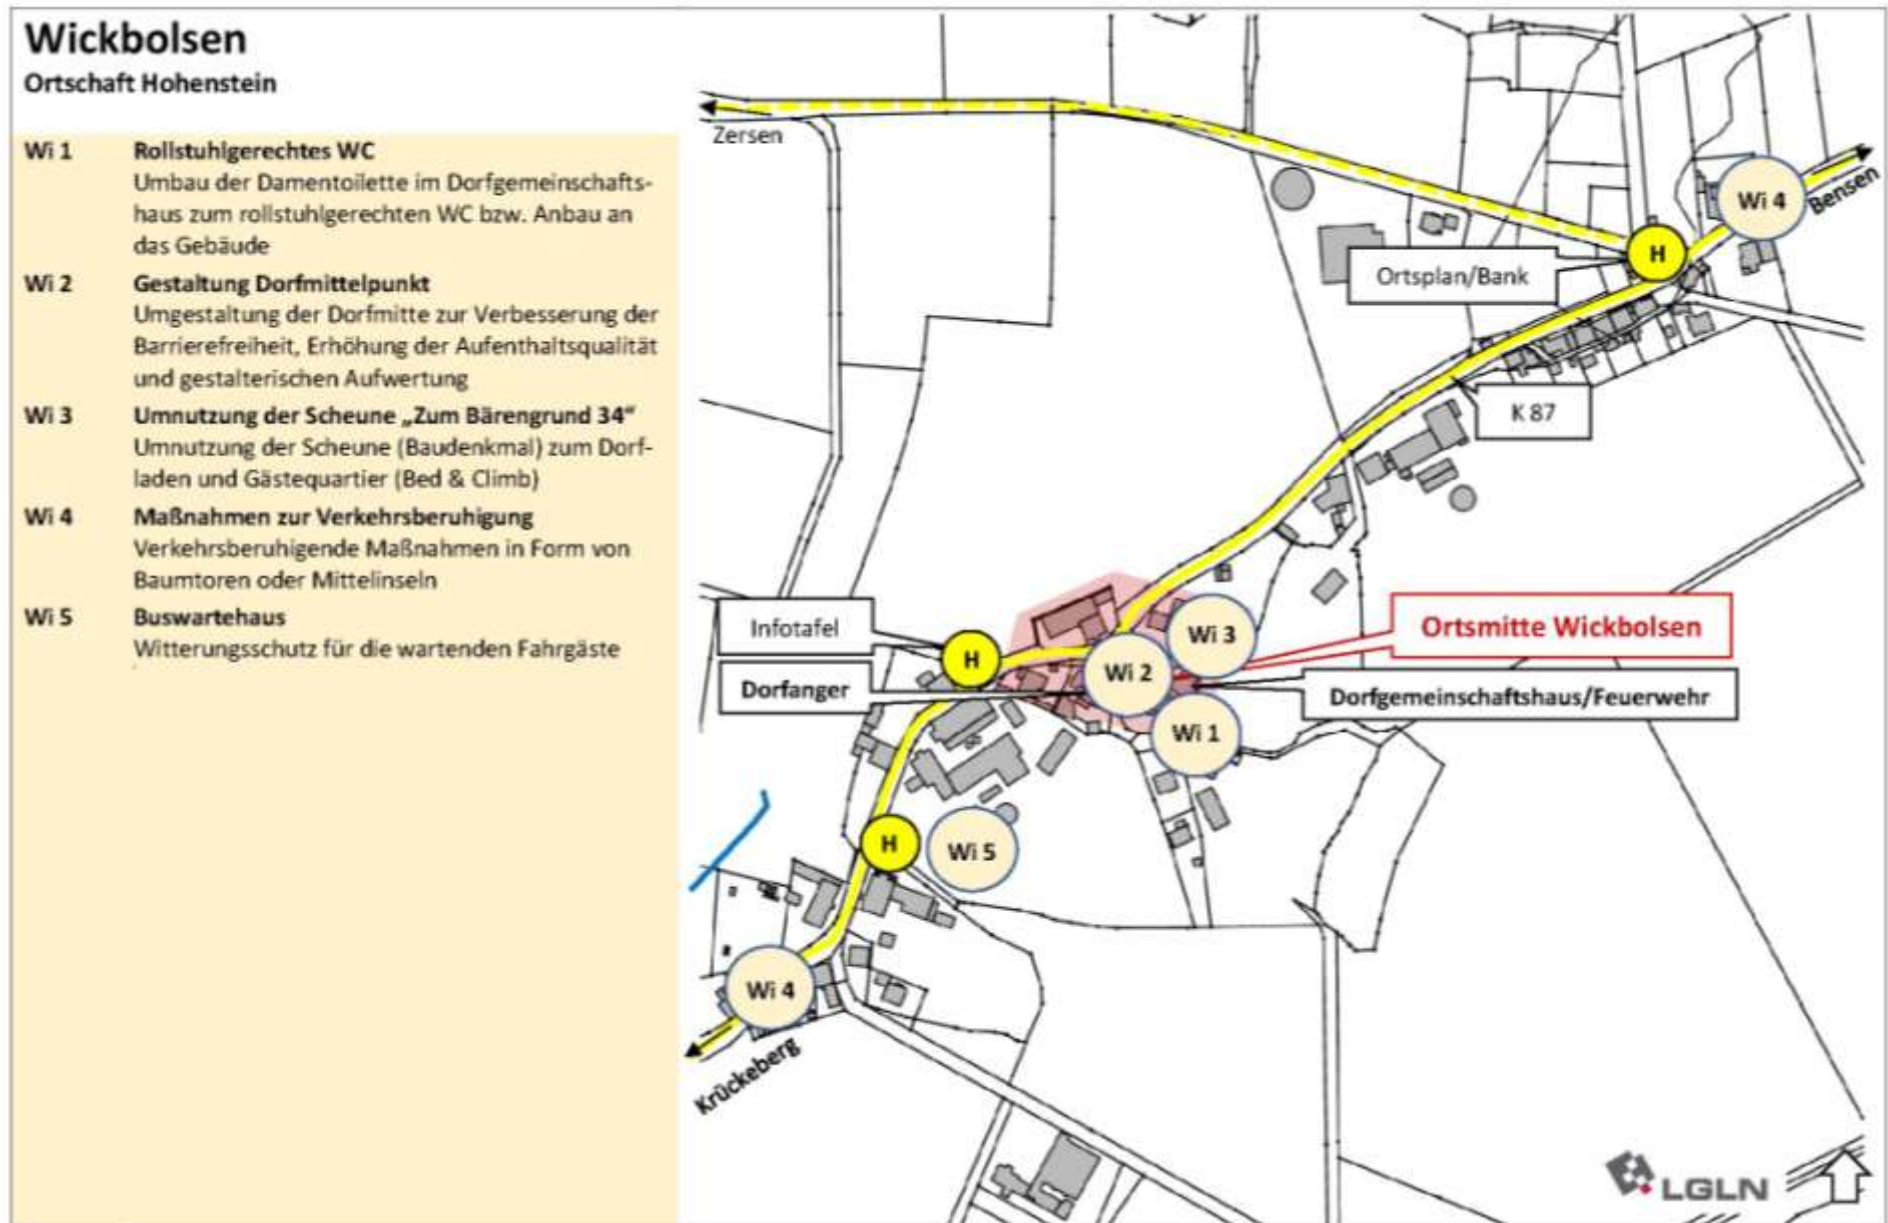 Wickbolsen
Ortschaft Hohenstein
Wi 1 Rollstuhlgerechtes WC
Umbau der Damentoilette im Dorfgemeinschafts-
haus zum rollstuhlgerechten WC bzw. Anbau an
das Gebäude
Wi 2 Gestaltung Dorfmittelpunkt
Umgestaltung der Dorfmitte zur Verbesserung der
Barrierefreiheit, Erhöhung der Aufenthaltsqualität
und gestalterischen Aufwertung
Wi 3 Umnutzung der Scheune „Zum Bärengrund 34“
Umnutzung der Scheune (Baudenkmal) zum Dorf-
laden und Gästequartier (Bed & Climb)
Wi 4 Maßnahmen zur Verkehrsberuhigung
Verkehrsberuhigende Maßnahmen in Form von
Baumtoren oder Mittelinseln
Wi 5 Buswartehaus
Witterungsschutz für die wartenden Fahrgäste
Zersen
Wi 4
Bensen
H
Ortsplan/Bank
K 87
Infotafel
H
Wi 3
Ortsmitte Wickbolsen
Wi 2
Dorfanger
Dorfgemeinschaftshaus/Feuerwehr
Wi 1
H
Wi 5
Wi 4
Krückeberg
LGLN